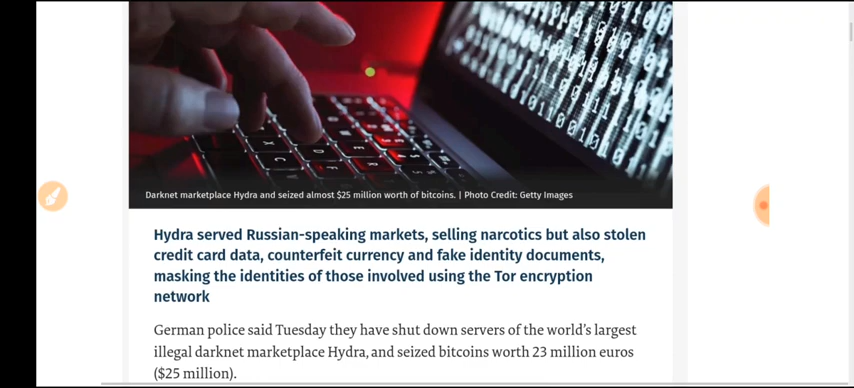 Darknet marketplace Hydra and seized almost $25 million worth of bitcoins. | Photo Credit: Getty Images
Hydra served Russian-speaking markets, selling narcotics but also stolen
credit card data, counterfeit currency and fake identity documents,
masking the identities of those involved using the Tor encryption
network
German police said Tuesday they have shut down servers of the world's largest
illegal darknet marketplace Hydra, and seized bitcoins worth 23 million euros
($25 million).